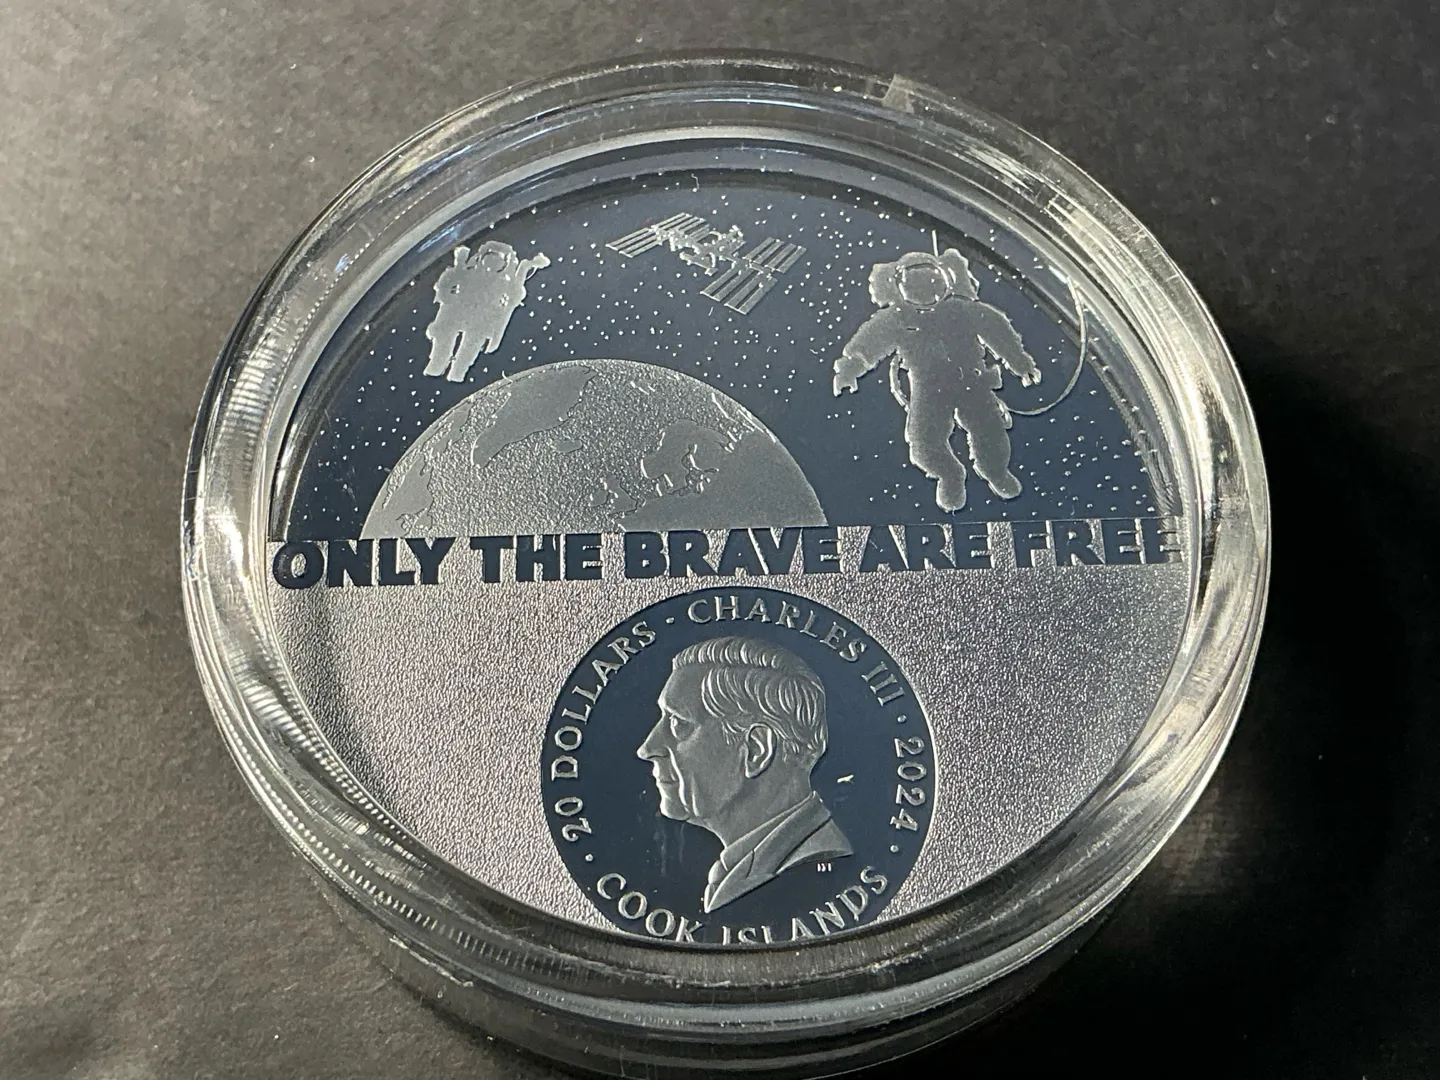 ONLY THE BRAVE ARE FREE
20 DOLLARS · CHARLES III · 2024 ·
COOK ISLANDS ·